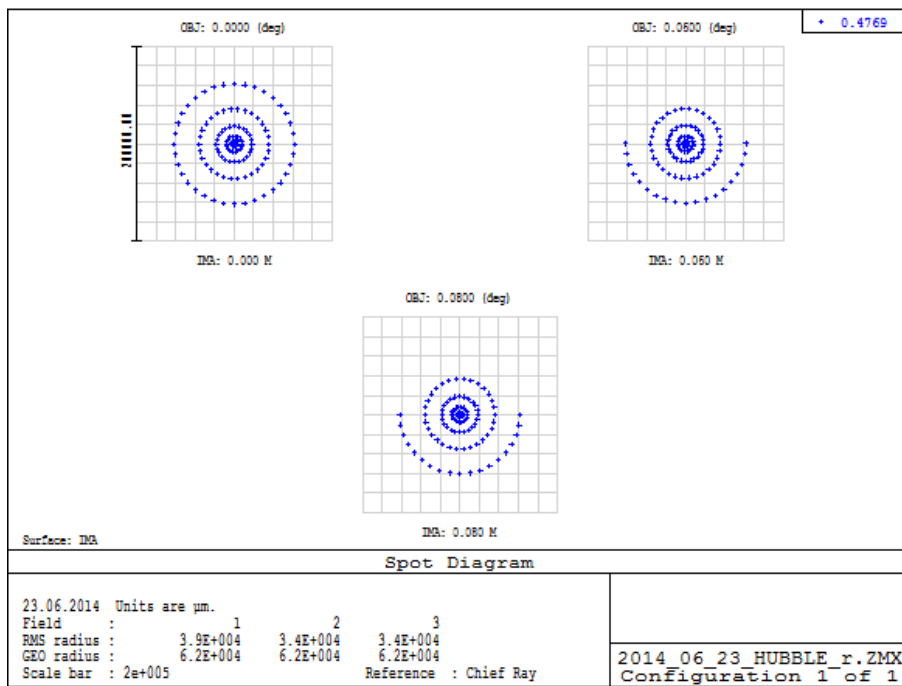 0.4769
OBJ: 0.0000 (deg)
OBJ: 0.0600 (deg)
IMA: 0.000 M
IMA: 0.060 M
OBJ: 0.0800 (deg)
IMA: 0.080 M
Surface: IMA
Spot Diagram
23.06.2014 Units are µm.
Field : 1 2 3
RMS radius : 3.9E+004 3.4E+004 3.4E+004
GEO radius : 6.2E+004 6.2E+004 6.2E+004
Scale bar : 2e+005 Reference : Chief Ray
2014_06_23_HUBBLE_r.ZMX
Configuration 1 of 1